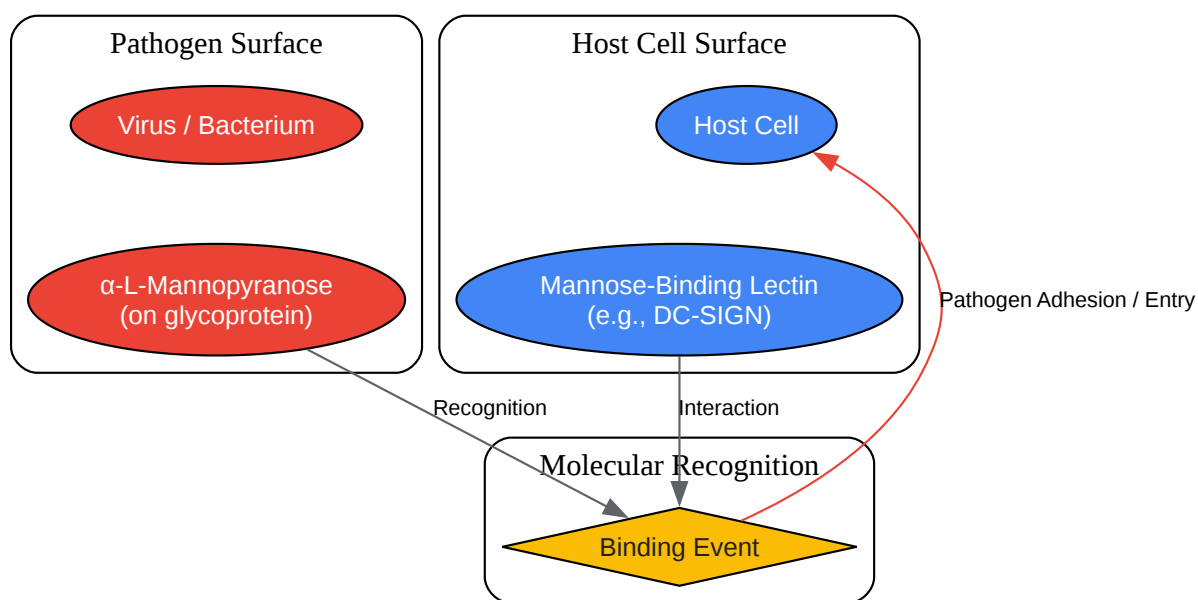 Pathogen Surface
Host Cell Surface
Virus / Bacterium
Host Cell
α-L-Mannopyranose
(on glycoprotein)
Mannose-Binding Lectin
(e.g., DC-SIGN)
Pathogen Adhesion / Entry
Recognition
Interaction
Molecular Recognition
Binding Event